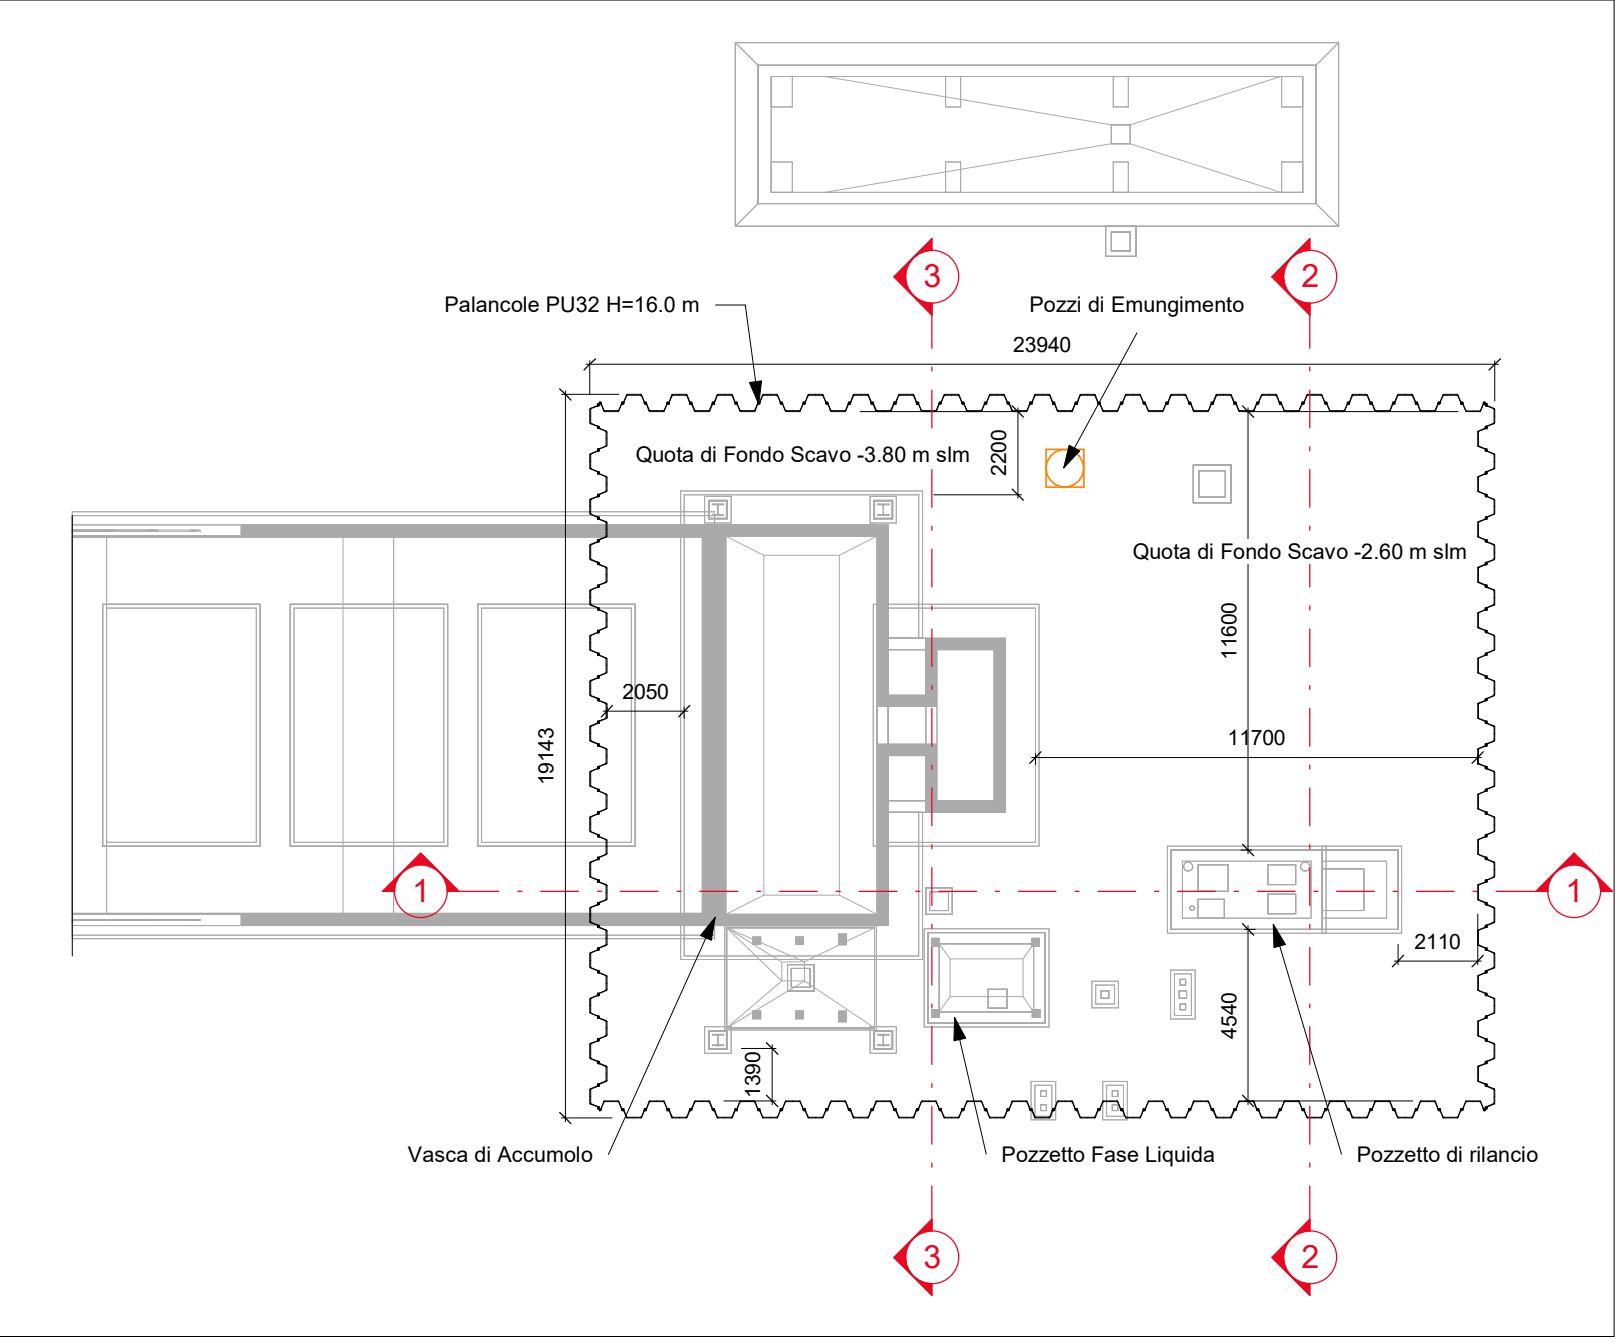 3
2
Palancole PU32 H=16.0 m
Pozzi di Emungimento
23940
Quota di Fondo Scavo -3.80 m slm
2200
Quota di Fondo Scavo -2.60 m slm
11600
2050
19143
11700
1
1
2110
4540
1390
Vasca di Accumolo
Pozzetto Fase Liquida
Pozzetto di rilancio
3
2